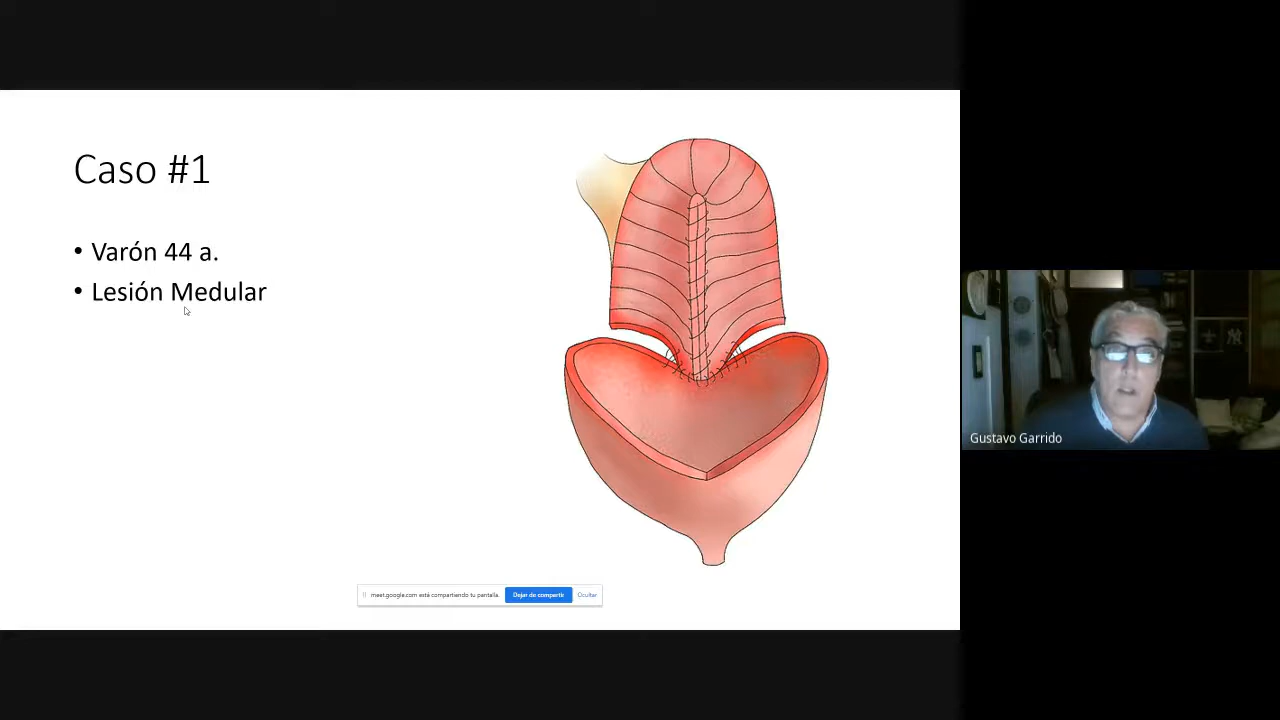 Caso #1
• Varón 44 a.
• Lesión Medular
meet.google.com está compartiendo tu pantalla.
Dejar de compartir
Ocultar
Gustavo Garrido